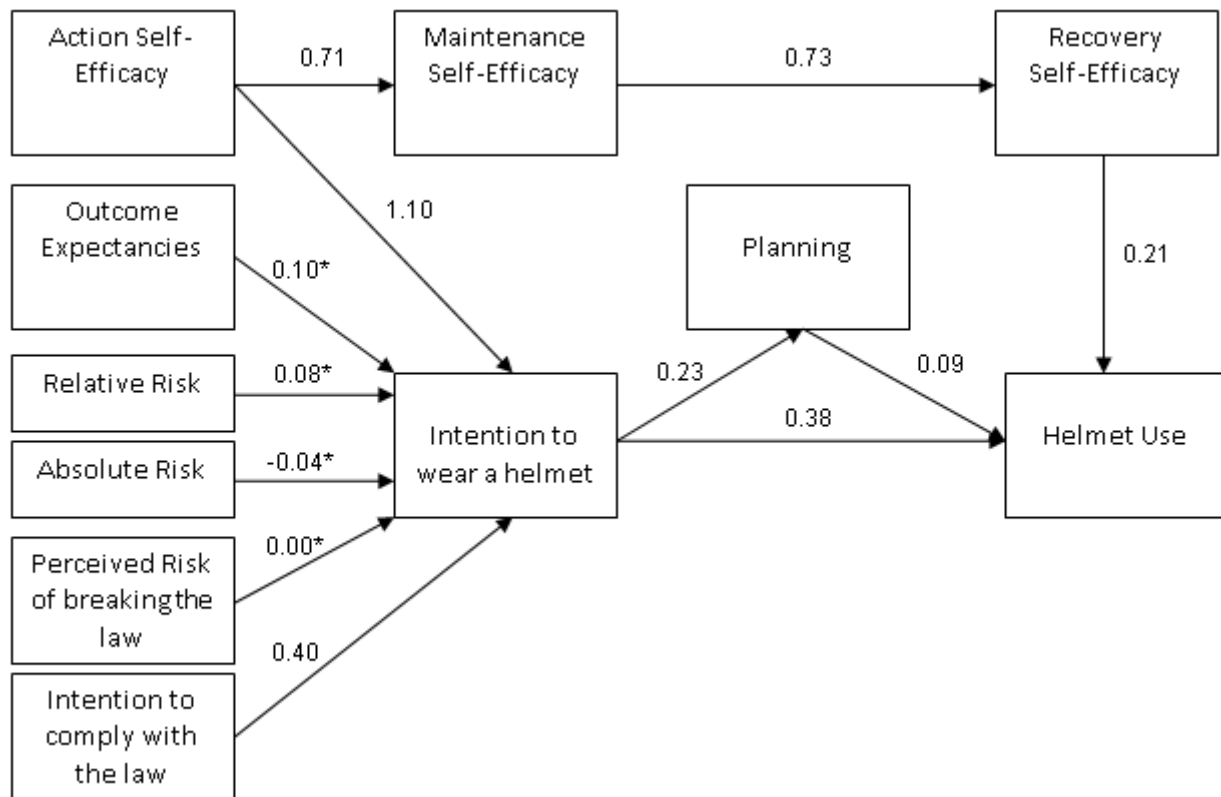 Action Self-
Efficacy
0.71
Maintenance
Self-Efficacy
0.73
Recovery
Self-Efficacy
1.10
0.21
Outcome
Expectancies
0.10*
Planning
Relative Risk
0.08*
0.23
0.09
Absolute Risk
-0.04*
Intention to
wear a helmet
0.38
Helmet Use
Perceived Risk
of breaking the
law
0.00*
0.40
Intention to
comply with
the law